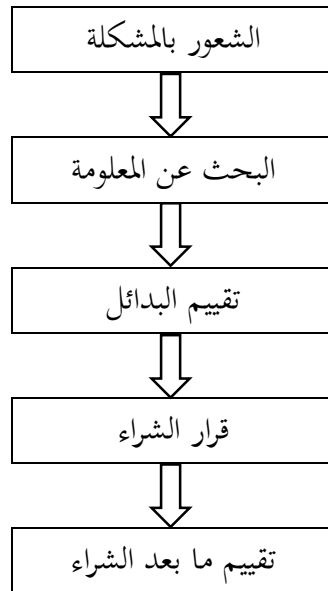 الشعور بالمشكلة
البحث عن المعلومة
تقييم البدائل
قرار الشراء
تقييم ما بعد الشراء